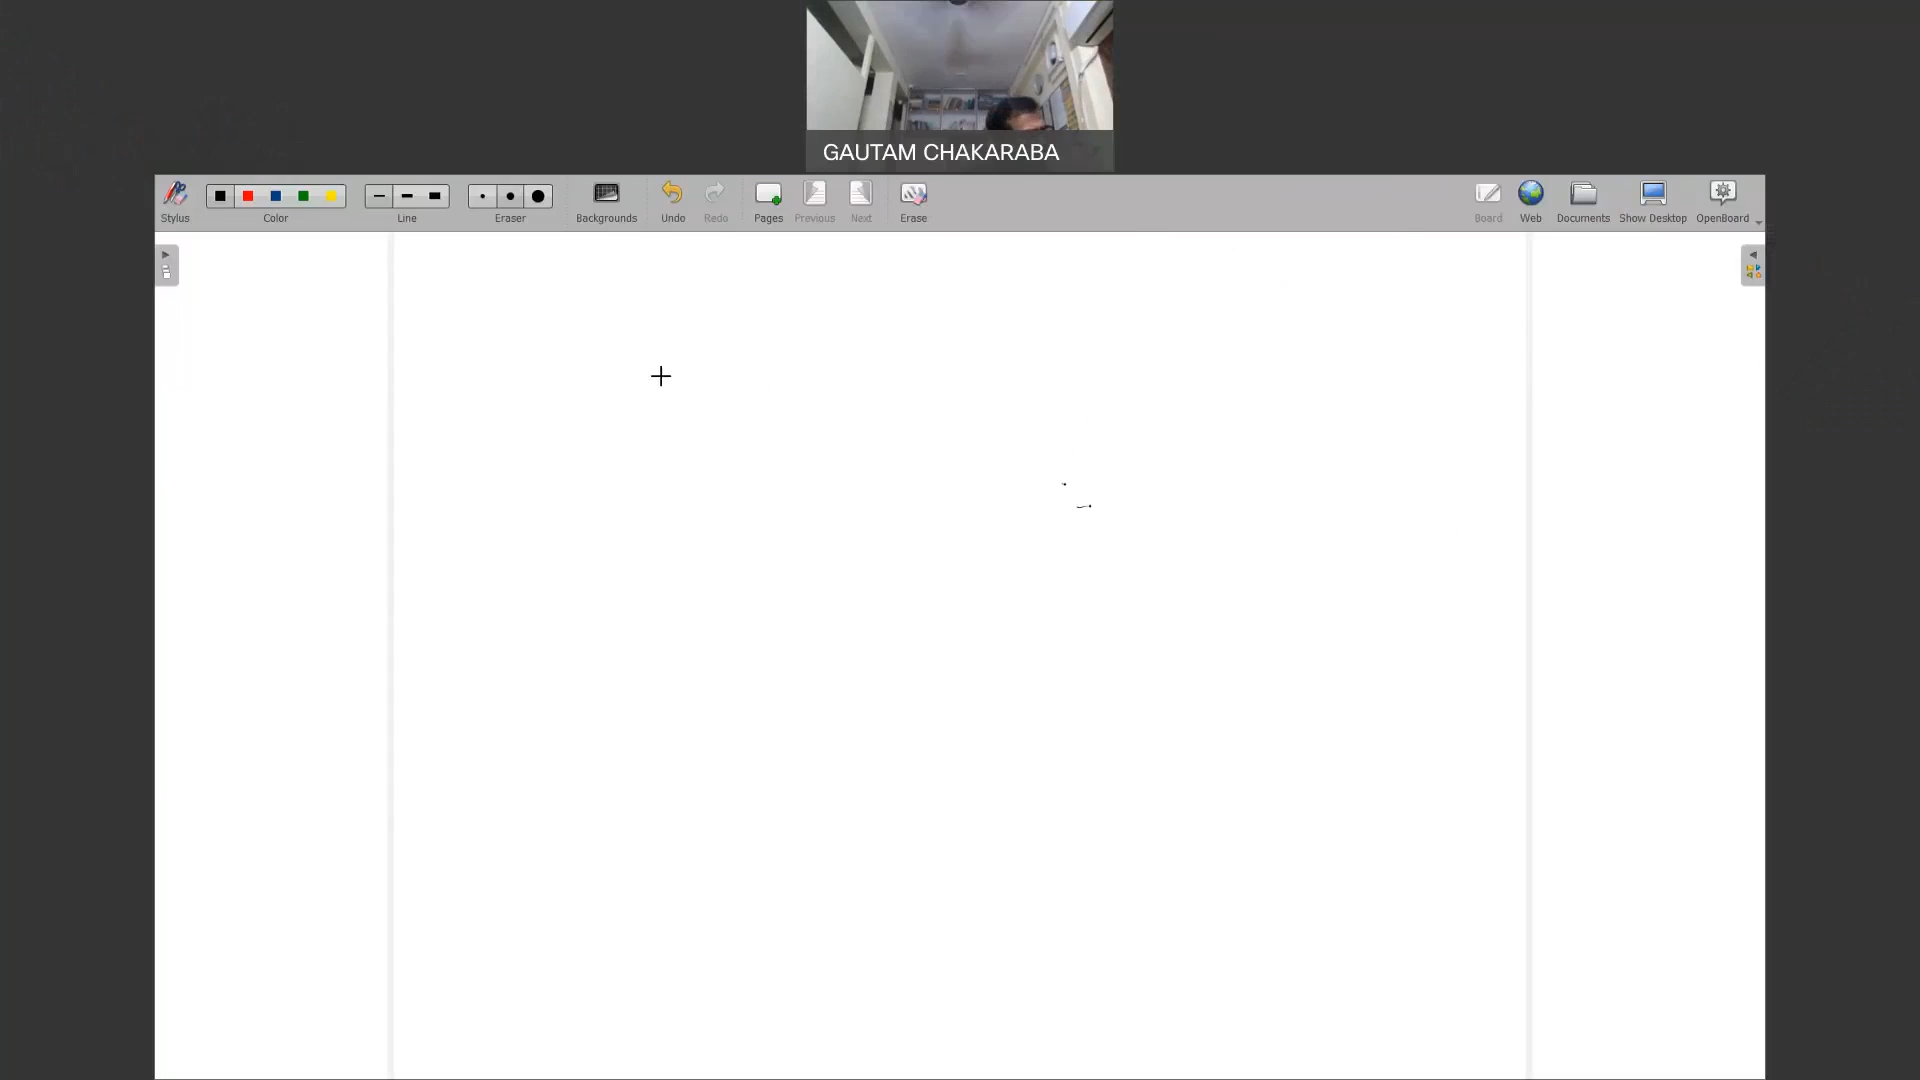 GAUTAM CHAKARABA
Stylus Color Line Eraser Backgrounds Undo Redo Pages Previous Next Erase Board Web Documents Show Desktop OpenBoard